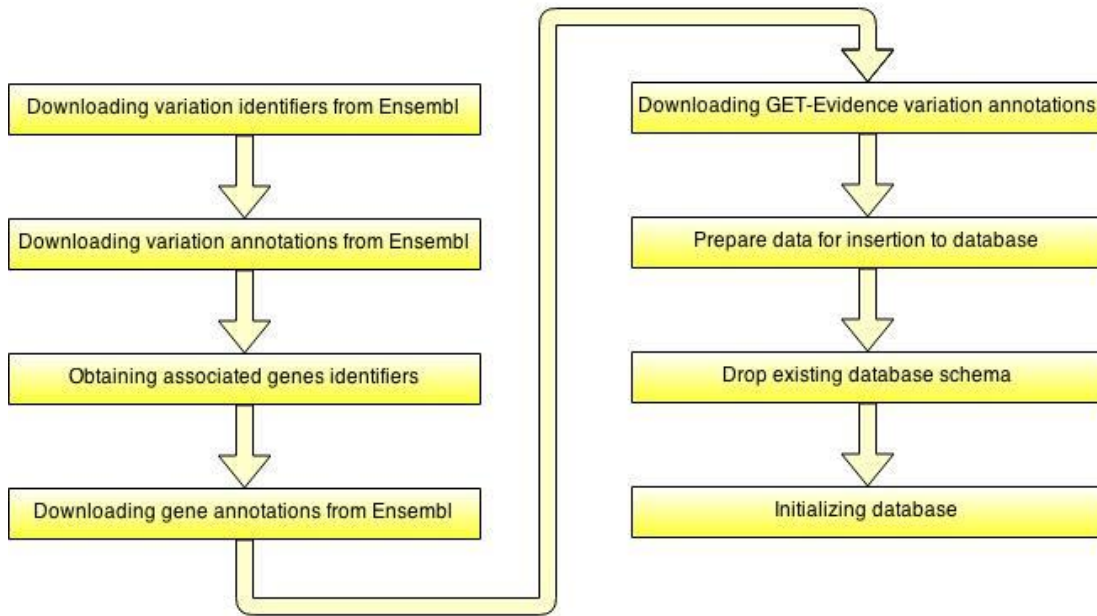 Downloading variation identifiers from Ensembl
Downloading variation annotations from Ensembl
Obtaining associated genes identifiers
Downloading gene annotations from Ensembl
Downloading GET-Evidence variation annotations
Prepare data for insertion to database
Drop existing database schema
Initializing database